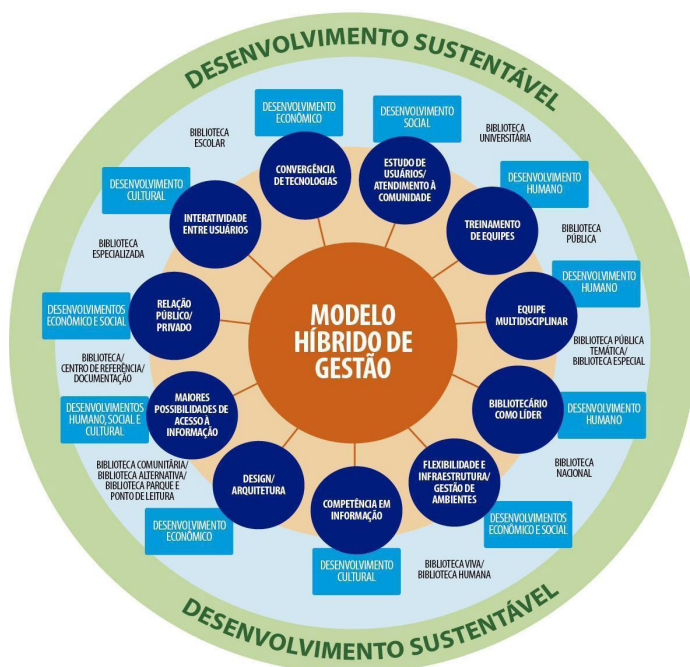 DESENVOLVIMENTO SUSTENTÁVEL
DESENVOLVIMENTO
ECONÔMICO
DESENVOLVIMENTO
SOCIAL
BIBLIOTECA
ESCOLAR
BIBLIOTECA
UNIVERSITÁRIA
CONVERGÊNCIA
DE TECNOLOGIAS
ESTUDO DE
USUÁRIOS/
ATENDIMENTO À
COMUNIDADE
DESENVOLVIMENTO
CULTURAL
DESENVOLVIMENTO
HUMANO
INTERATIVIDADE
ENTRE USUÁRIOS
TREINAMENTO
DE EQUIPES
BIBLIOTECA
ESPECIALIZADA
BIBLIOTECA
PÚBLICA
DESENVOLVIMENTO
HUMANO
DESENVOLVIMENTOS
ECONÔMICO E SOCIAL
RELAÇÃO
PÚBLICO/
PRIVADO
MODELO
HÍBRIDO DE
GESTÃO
EQUIPE
MULTIDISCIPLINAR
BIBLIOTECA/
CENTRO DE REFERÊNCIA/
DOCUMENTAÇÃO
BIBLIOTECA PÚBLICA
TEMÁTICA/
BIBLIOTECA ESPECIAL
DESENVOLVIMENTOS
HUMANO, SOCIAL E
CULTURAL
MAIORES
POSSIBILIDADES DE
ACESSO À
INFORMAÇÃO
BIBLIOTECÁRIO
COMO LÍDER
DESENVOLVIMENTO
HUMANO
BIBLIOTECA COMUNITÁRIA/
BIBLIOTECA ALTERNATIVA/
BIBLIOTECA PARQUE E
PONTO DE LEITURA
DESIGN/
ARQUITETURA
COMPETÊNCIA EM
INFORMAÇÃO
FLEXIBILIDADE E
INFRAESTRUTURA/
GESTÃO DE
AMBIENTES
BIBLIOTECA
NACIONAL
DESENVOLVIMENTO
ECONÔMICO
DESENVOLVIMENTOS
ECONÔMICO E SOCIAL
DESENVOLVIMENTO
CULTURAL
BIBLIOTECA VIVA/
BIBLIOTECA HUMANA
DESENVOLVIMENTO SUSTENTÁVEL